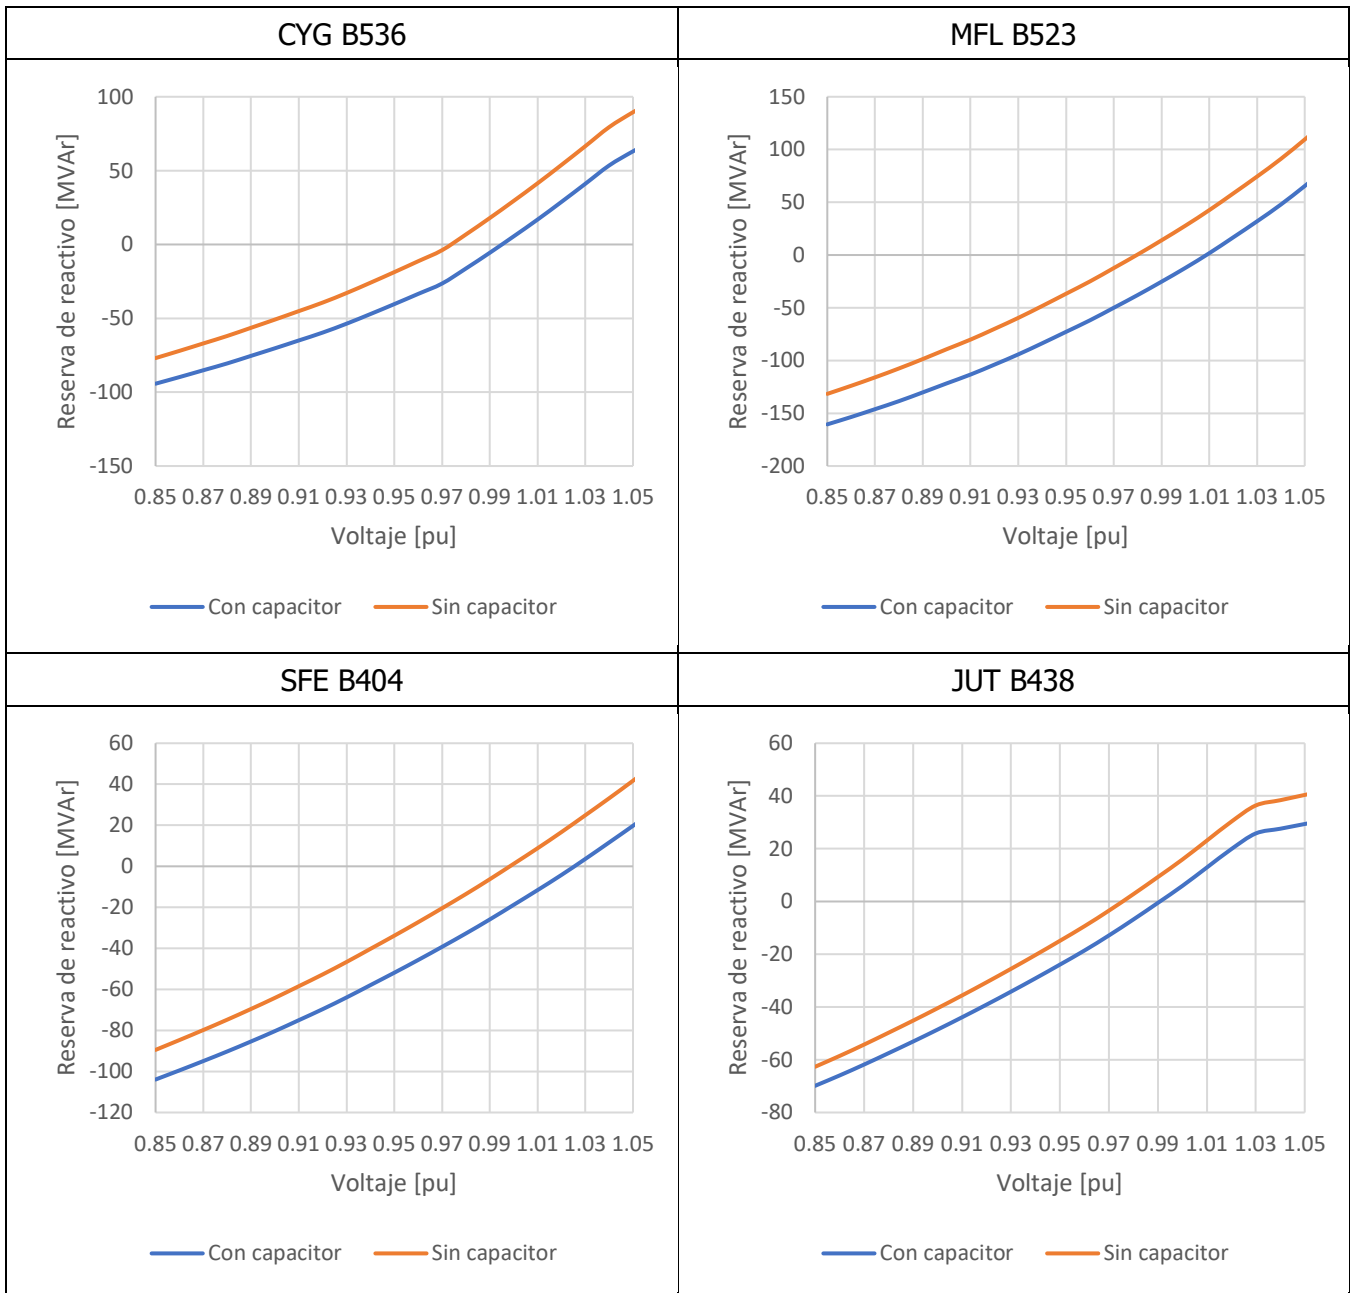 CYG B536
MFL B523
100
50
0
-50
-100
-150
Reserva de reactivo [MVAr]
0.85 0.87 0.89 0.91 0.93 0.95 0.97 0.99 1.01 1.03 1.05
Voltaje [pu]
Con capacitor Sin capacitor
150
100
50
0
-50
-100
-150
-200
Reserva de reactivo [MVAr]
0.85 0.87 0.89 0.91 0.93 0.95 0.97 0.99 1.01 1.03 1.05
Voltaje [pu]
Con capacitor Sin capacitor
SFE B404
JUT B438
60
40
20
0
-20
-40
-60
-80
-100
-120
Reserva de reactivo [MVAr]
0.85 0.87 0.89 0.91 0.93 0.95 0.97 0.99 1.01 1.03 1.05
Voltaje [pu]
Con capacitor Sin capacitor
60
40
20
0
-20
-40
-60
-80
Reserva de reactivo [MVAr]
0.85 0.87 0.89 0.91 0.93 0.95 0.97 0.99 1.01 1.03 1.05
Voltaje [pu]
Con capacitor Sin capacitor